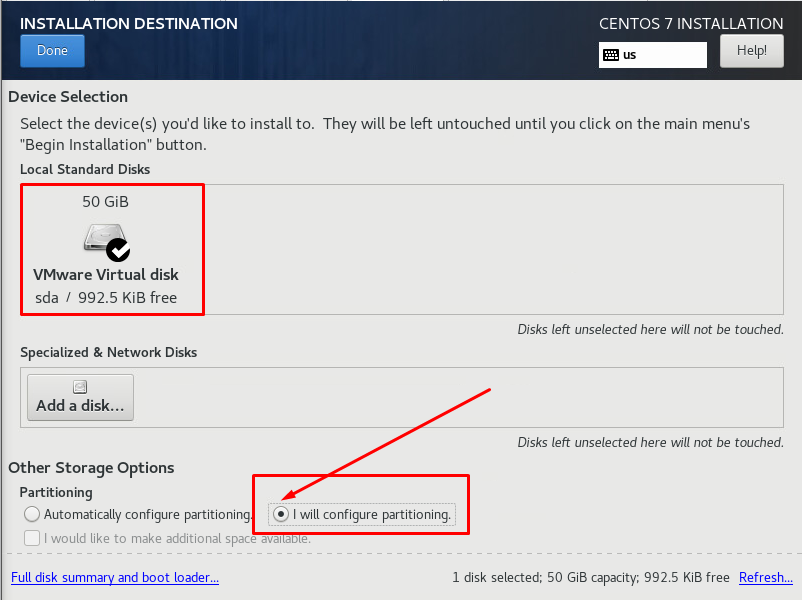 INSTALLATION DESTINATION
CENTOS 7 INSTALLATION
Done
us
Help!
Device Selection
Select the device(s) you'd like to install to. They will be left untouched until you click on the main menu's
"Begin Installation" button.
Local Standard Disks
50 GiB
VMware Virtual disk
sda / 992.5 KiB free
Disks left unselected here will not be touched.
Specialized & Network Disks
Add a disk...
Disks left unselected here will not be touched.
Other Storage Options
Partitioning
Automatically configure partitioning. I will configure partitioning.
I would like to make additional space available.
Full disk summary and boot loader... 1 disk selected; 50 GiB capacity; 992.5 KiB free Refresh...